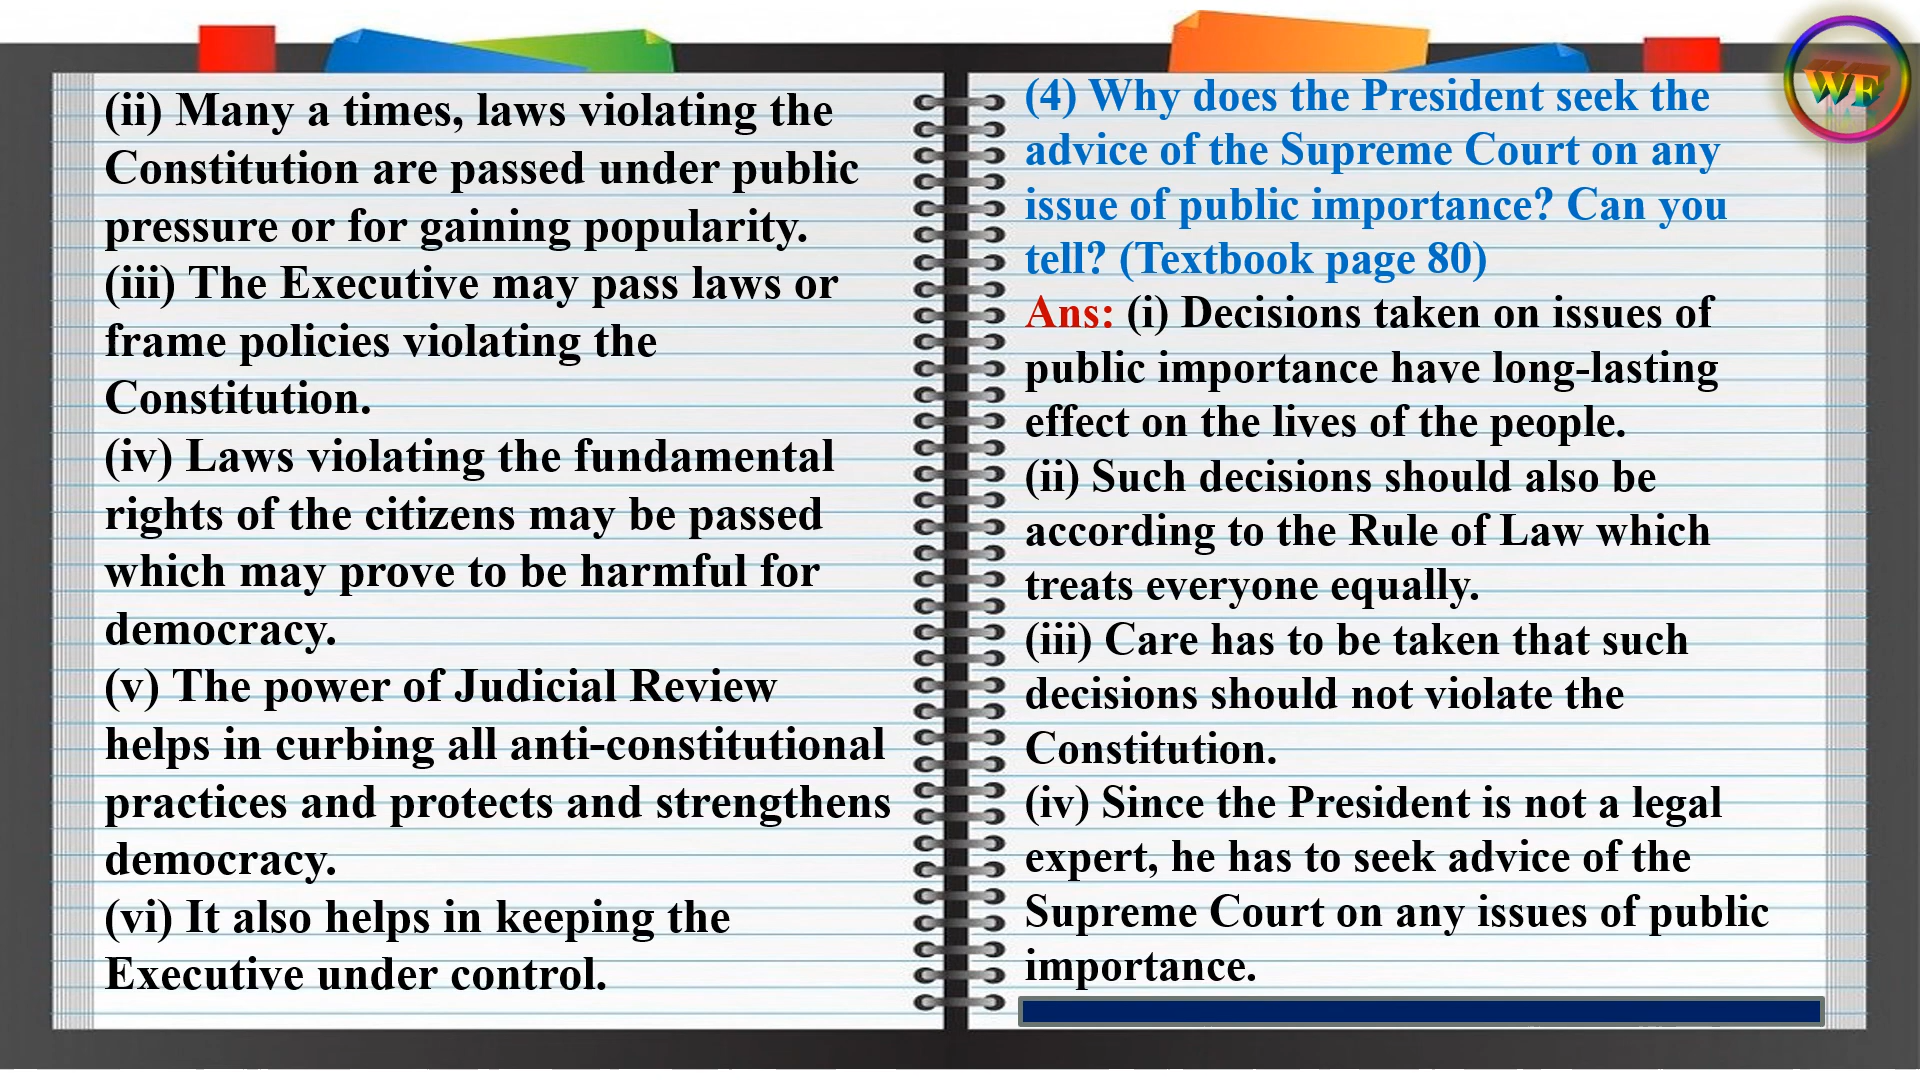 (ii) Many a times, laws violating the
Constitution are passed under public
pressure or for gaining popularity.
(iii) The Executive may pass laws or
frame policies violating the
Constitution.
(iv) Laws violating the fundamental
rights of the citizens may be passed
which may prove to be harmful for
democracy.
(v) The power of Judicial Review
helps in curbing all anti-constitutional
practices and protects and strengthens
democracy.
(vi) It also helps in keeping the
Executive under control.
(4) Why does the President seek the
advice of the Supreme Court on any
issue of public importance? Can you
tell? (Textbook page 80)
Ans: (i) Decisions taken on issues of
public importance have long-lasting
effect on the lives of the people.
(ii) Such decisions should also be
according to the Rule of Law which
treats everyone equally.
(iii) Care has to be taken that such
decisions should not violate the
Constitution.
(iv) Since the President is not a legal
expert, he has to seek advice of the
Supreme Court on any issues of public
importance.
WE